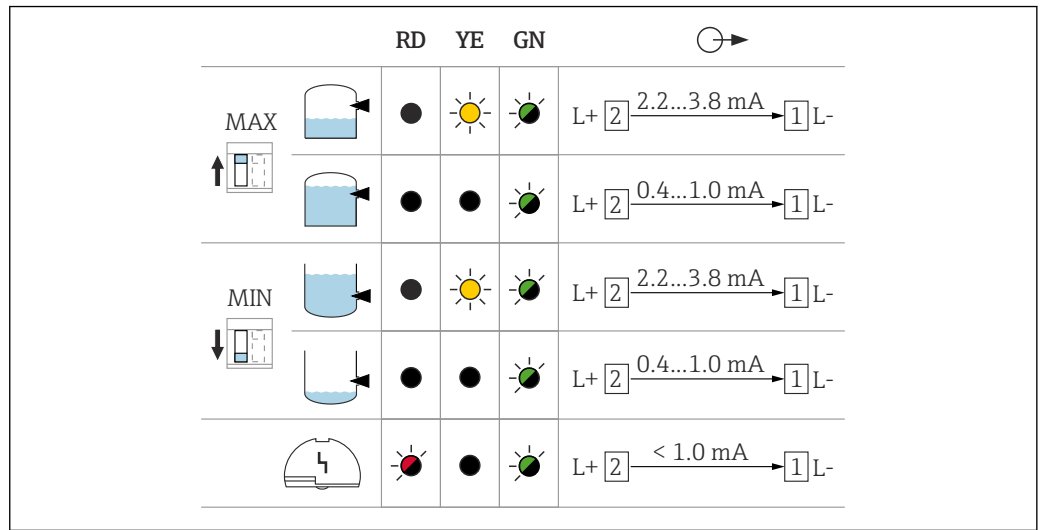 RD YE GN
MAX
L+ 2 2.2...3.8 mA 1 L-
L+ 2 0.4...1.0 mA 1 L-
MIN
L+ 2 2.2...3.8 mA 1 L-
L+ 2 0.4...1.0 mA 1 L-
L+ 2 < 1.0 mA 1 L-